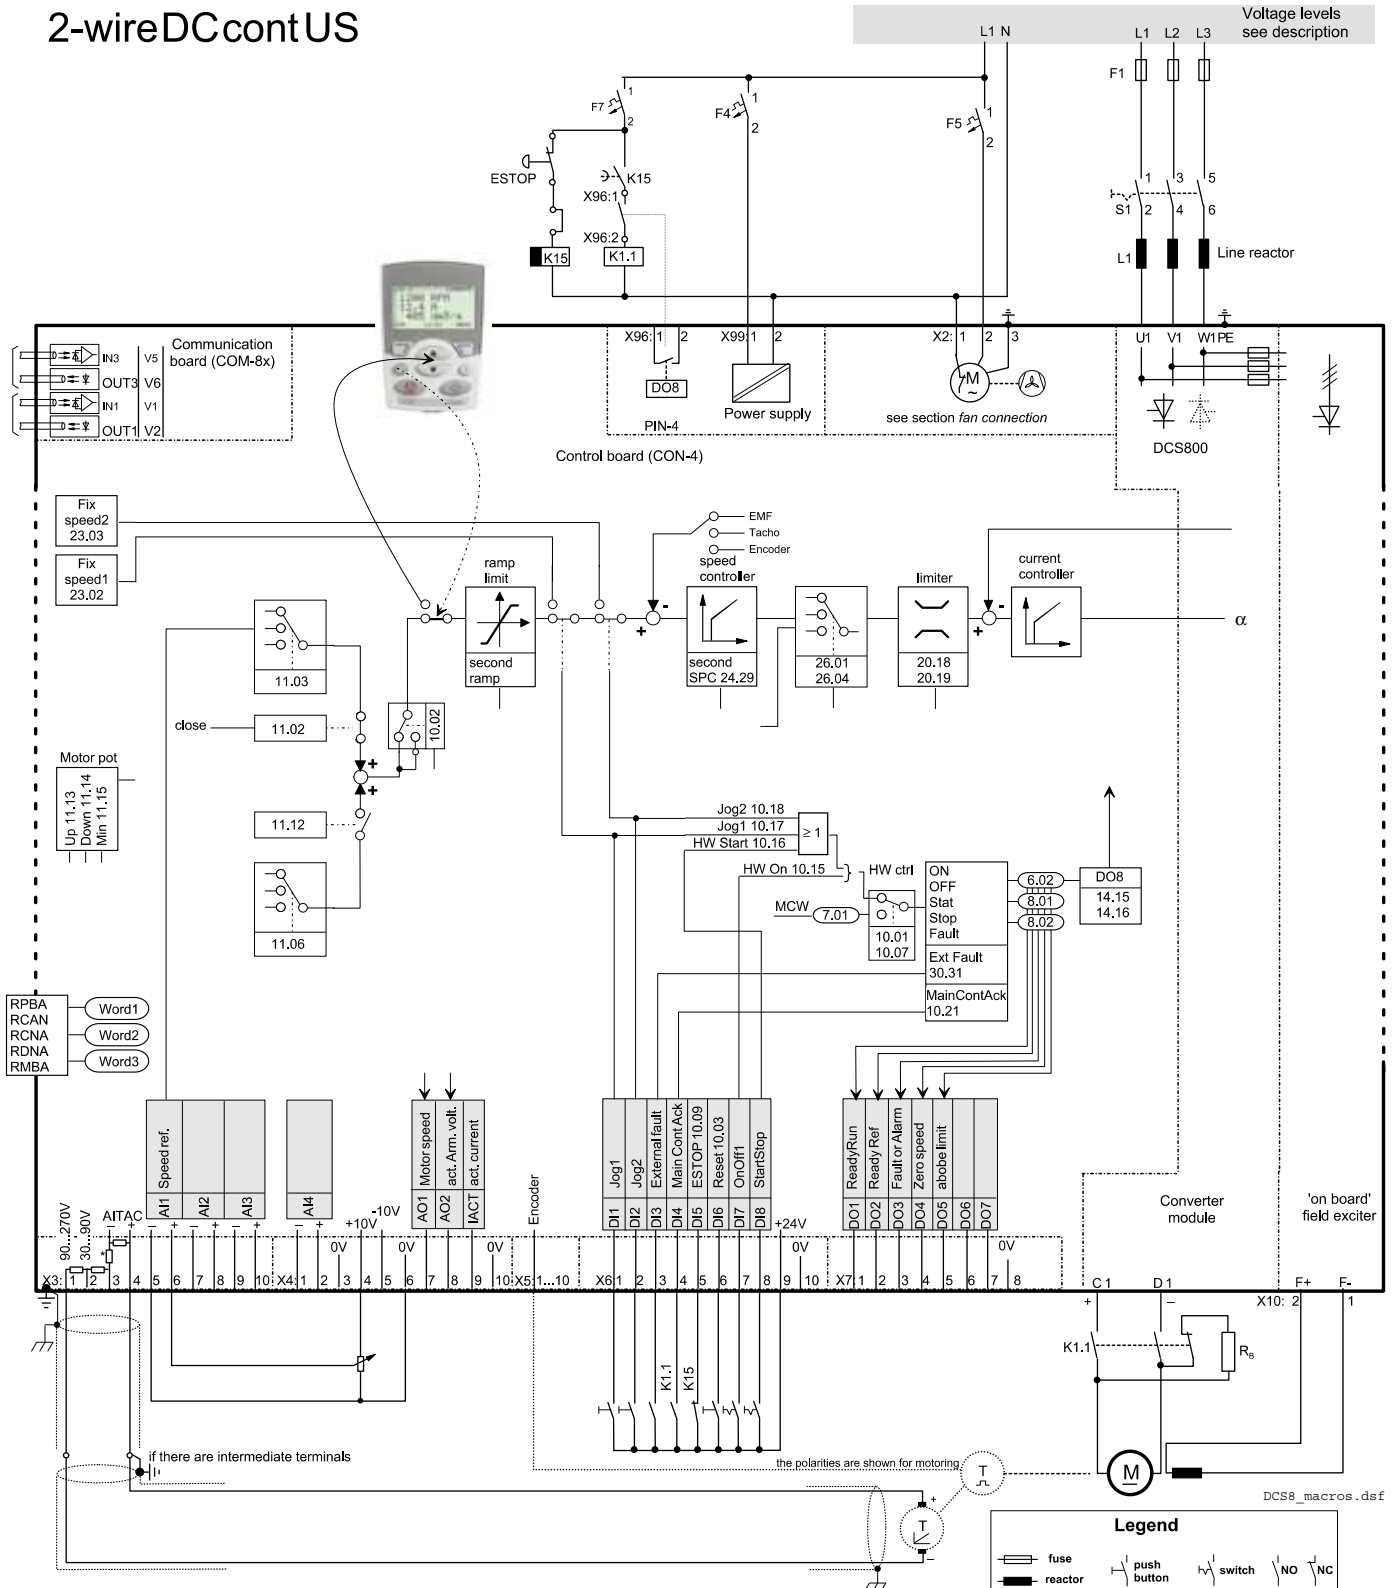 2-wireDCcontUS
Voltage levels
see description
L1 N
L1 L2 L3
F1
F7
1
2
F4
1
2
F5
1
2
ESTOP
K15
X96:1
X96:2
K15
K1.1
S1
1
2
3
4
5
6
L1
Line reactor
Communication
board (COM-8x)
IN3 V5
OUT3 V6
IN1 V1
OUT1 V2
X96: 1 2
X99:1 2
X2: 1 2 3
U1 V1 W1 PE
DO8
PIN-4
Power supply
M
~
see section fan connection
DCS800
Control board (CON-4)
Fix
speed2
23.03
Fix
speed1
23.02
EMF
Tacho
Encoder
ramp
limit
speed
controller
limiter
current
controller
second
ramp
second
SPC 24.29
26.01
26.04
20.18
20.19
α
+
-
+
-
11.03
close
11.02
10.02
+
+
11.12
11.06
Motor pot
Up 11.13
Down 11.14
Min 11.15
Jog2 10.18
Jog1 10.17
HW Start 10.16
≥ 1
HW On 10.15
HW ctrl
MCW
7.01
10.01
10.07
ON
OFF
Stat
Stop
Fault
Ext Fault
30.31
MainContAck
10.21
6.02
8.01
8.02
DO8
14.15
14.16
RPBA
RCAN
RCNA
RDNA
RMBA
Word1
Word2
Word3
AI1 Speed ref.
AI2
AI3
AI4
AO1 Motor speed
AO2 act. Arm. volt.
IACT act. current
Encoder
DI1 Jog1
DI2 Jog2
DI3 External fault
DI4 Main Cont Ack
DI5 ESTOP 10.09
DI6 Reset 10.03
DI7 OnOff1
DI8 StartStop
DO1 ReadyRun
DO2 Ready Ref
DO3 Fault or Alarm
DO4 Zero speed
DO5 abobe limit
DO6
DO7
90...270V
30...90V
AITAC
− +
− + − + − +
− +
0V
+10V
-10V
0V
0V
+24V
0V
0V
*
X3: 1 2 3 4 5 6 7 8 9 10
X4: 1 2 3 4 5 6 7 8 9 10
X5:1...10
X6:1 2 3 4 5 6 7 8 9 10
X7:1 2 3 4 5 6 7 8
Converter
module
'on board'
field exciter
C 1 D 1
+ −
F+ F-
X10: 2 1
K1.1
K15
K1.1
RB
if there are intermediate terminals
the polarities are shown for motoring
T
T
+
−
M
DCS8_macros.dsf
Legend
fuse
push
button
switch
NO
NC
reactor